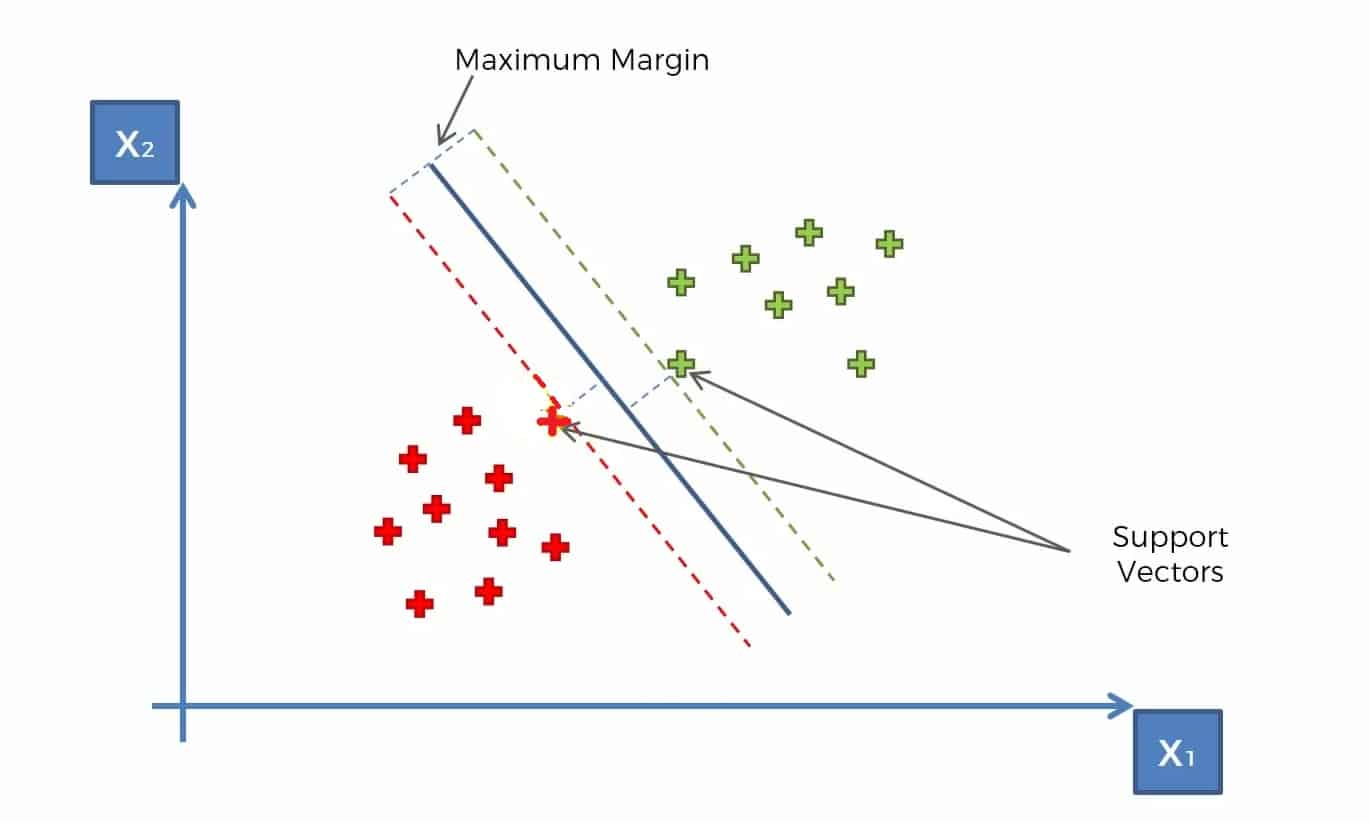 Maximum Margin
X₂
Support
Vectors
X₁